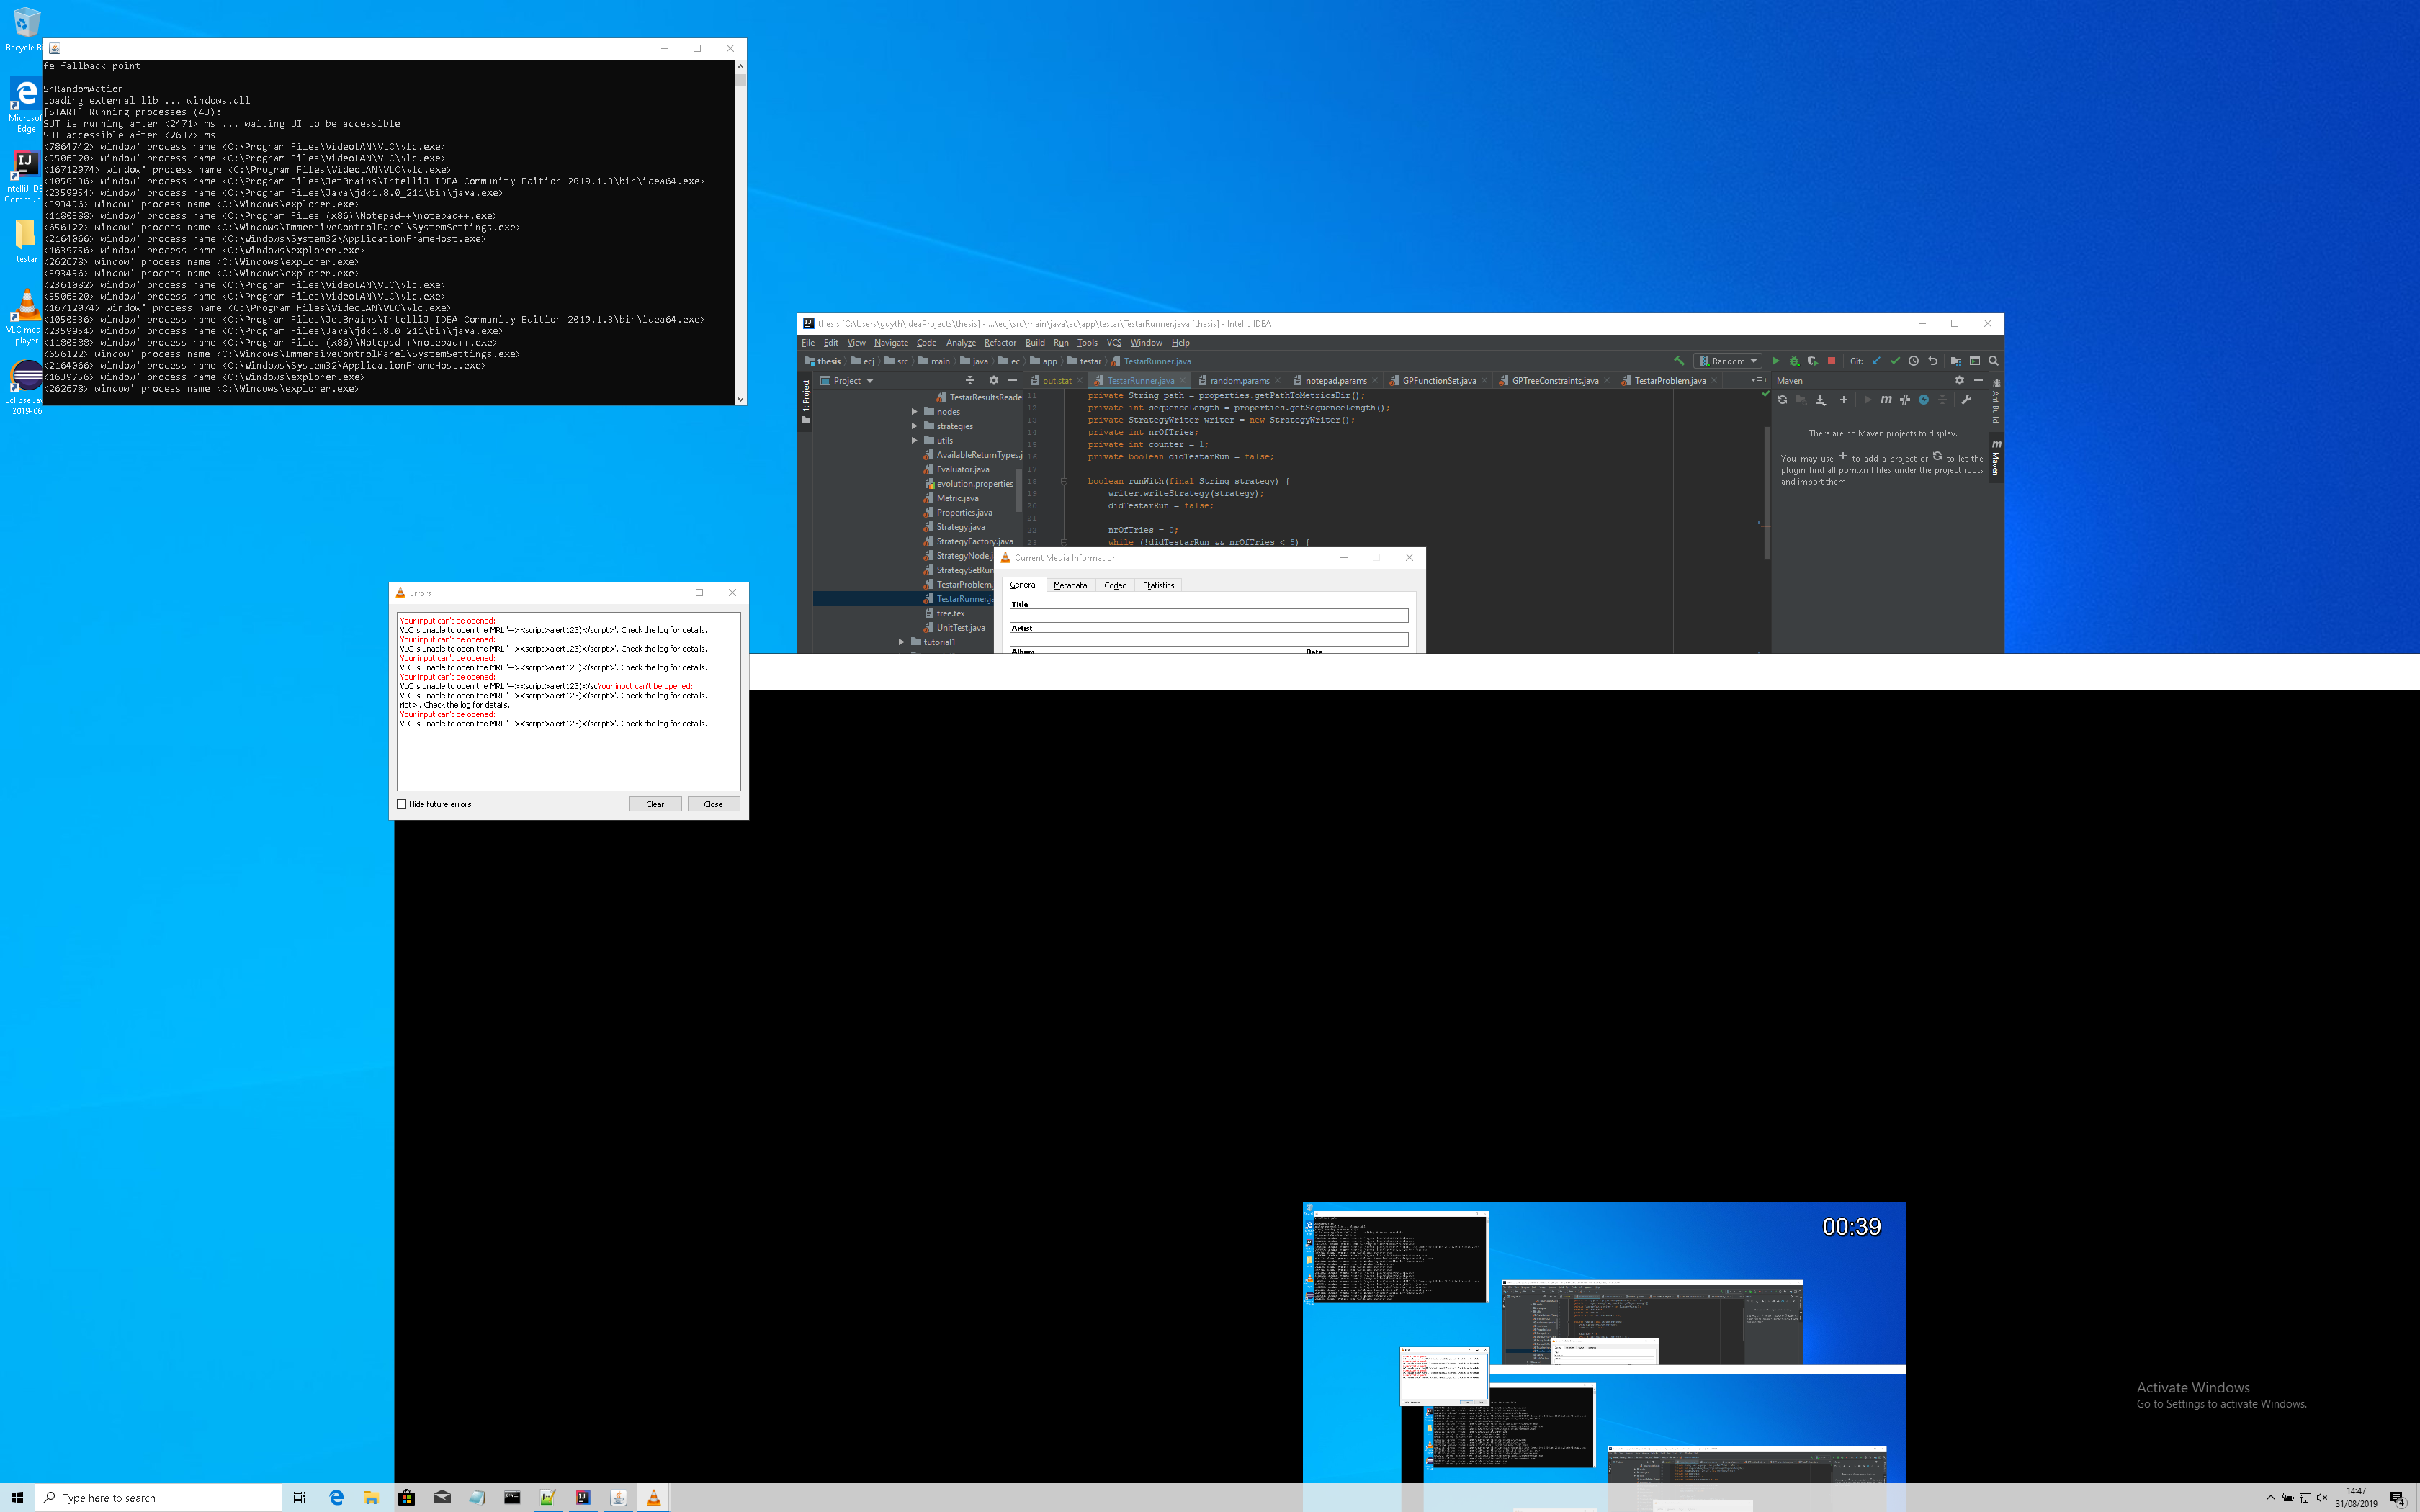 Recycle B
Microsof
Edge
IntelliJ IDE
Commun
testar
VLC medi
player
Eclipse Jav
2019-06
fe fallback point
SnRandomAction
Loading external lib ... windows.dll
[START] Running processes (43):
SUT is running after <2471> ms ... waiting UI to be accessible
SUT accessible after <2637> ms
<7864742> window' process name <C:\Program Files\VideoLAN\VLC\vlc.exe>
<5506320> window' process name <C:\Program Files\VideoLAN\VLC\vlc.exe>
<16712974> window' process name <C:\Program Files\VideoLAN\VLC\vlc.exe>
<1050336> window' process name <C:\Program Files\JetBrains\IntelliJ IDEA Community Edition 2019.1.3\bin\idea64.exe>
<2359954> window' process name <C:\Program Files\Java\jdk1.8.0_211\bin\java.exe>
<393456> window' process name <C:\Windows\explorer.exe>
<1180388> window' process name <C:\Program Files (x86)\Notepad++\notepad++.exe>
<656122> window' process name <C:\Windows\ImmersiveControlPanel\SystemSettings.exe>
<2164066> window' process name <C:\Windows\System32\ApplicationFrameHost.exe>
<1639756> window' process name <C:\Windows\explorer.exe>
<262678> window' process name <C:\Windows\explorer.exe>
<393456> window' process name <C:\Windows\explorer.exe>
<2361082> window' process name <C:\Program Files\VideoLAN\VLC\vlc.exe>
<5506320> window' process name <C:\Program Files\VideoLAN\VLC\vlc.exe>
<16712974> window' process name <C:\Program Files\VideoLAN\VLC\vlc.exe>
<1050336> window' process name <C:\Program Files\JetBrains\IntelliJ IDEA Community Edition 2019.1.3\bin\idea64.exe>
<2359954> window' process name <C:\Program Files\Java\jdk1.8.0_211\bin\java.exe>
<1180388> window' process name <C:\Program Files (x86)\Notepad++\notepad++.exe>
<656122> window' process name <C:\Windows\ImmersiveControlPanel\SystemSettings.exe>
<2164066> window' process name <C:\Windows\System32\ApplicationFrameHost.exe>
<1639756> window' process name <C:\Windows\explorer.exe>
<262678> window' process name <C:\Windows\explorer.exe>
thesis [C:\Users\guyth\IdeaProjects\thesis] - ...\ecj\src\main\java\ec\app\testar\TestarRunner.java [thesis] - IntelliJ IDEA
File Edit View Navigate Code Analyze Refactor Build Run Tools VCS Window Help
thesis ecj src main java ec app testar TestarRunner.java Random Git:
1: Project
Project
out.stat TestarRunner.java random.params notepad.params GPFunctionSet.java GPTreeConstraints.java TestarProblem.java
TestarResultsReade
nodes
strategies
utils
AvailableReturnTypes.j
Evaluator.java
evolution.properties
Metric.java
Properties.java
Strategy.java
StrategyFactory.java
StrategyNode.j
StrategySetRun
TestarProblem.
TestarRunner.ja
tree.tex
UnitTest.java
tutorial1
11 private String path = properties.getPathToMetricsDir();
12 private int sequenceLength = properties.getSequenceLength();
13 private StrategyWriter writer = new StrategyWriter();
14 private int nrOfTries;
15 private int counter = 1;
16 private boolean didTestarRun = false;
17
18 boolean runWith(final String strategy) {
19 writer.writeStrategy(strategy);
20 didTestarRun = false;
21
22 nrOfTries = 0;
23 while (!didTestarRun && nrOfTries < 5) {
Maven
There are no Maven projects to display.
You may use + to add a project or to let the
plugin find all pom.xml files under the project roots
and import them
Ant Build
Maven
Current Media Information
General Metadata Codec Statistics
Title
Artist
Album Date
Errors
Your input can't be opened:
VLC is unable to open the MRL '--><script>alert123)</script>'. Check the log for details.
Your input can't be opened:
VLC is unable to open the MRL '--><script>alert123)</script>'. Check the log for details.
Your input can't be opened:
VLC is unable to open the MRL '--><script>alert123)</script>'. Check the log for details.
Your input can't be opened:
VLC is unable to open the MRL '--><script>alert123)</scYour input can't be opened:
VLC is unable to open the MRL '--><script>alert123)</script>'. Check the log for details.
ript>'. Check the log for details.
Your input can't be opened:
VLC is unable to open the MRL '--><script>alert123)</script>'. Check the log for details.
Hide future errors
Clear Close
00:39
Activate Windows
Go to Settings to activate Windows.
Type here to search
14:47
31/08/2019
4